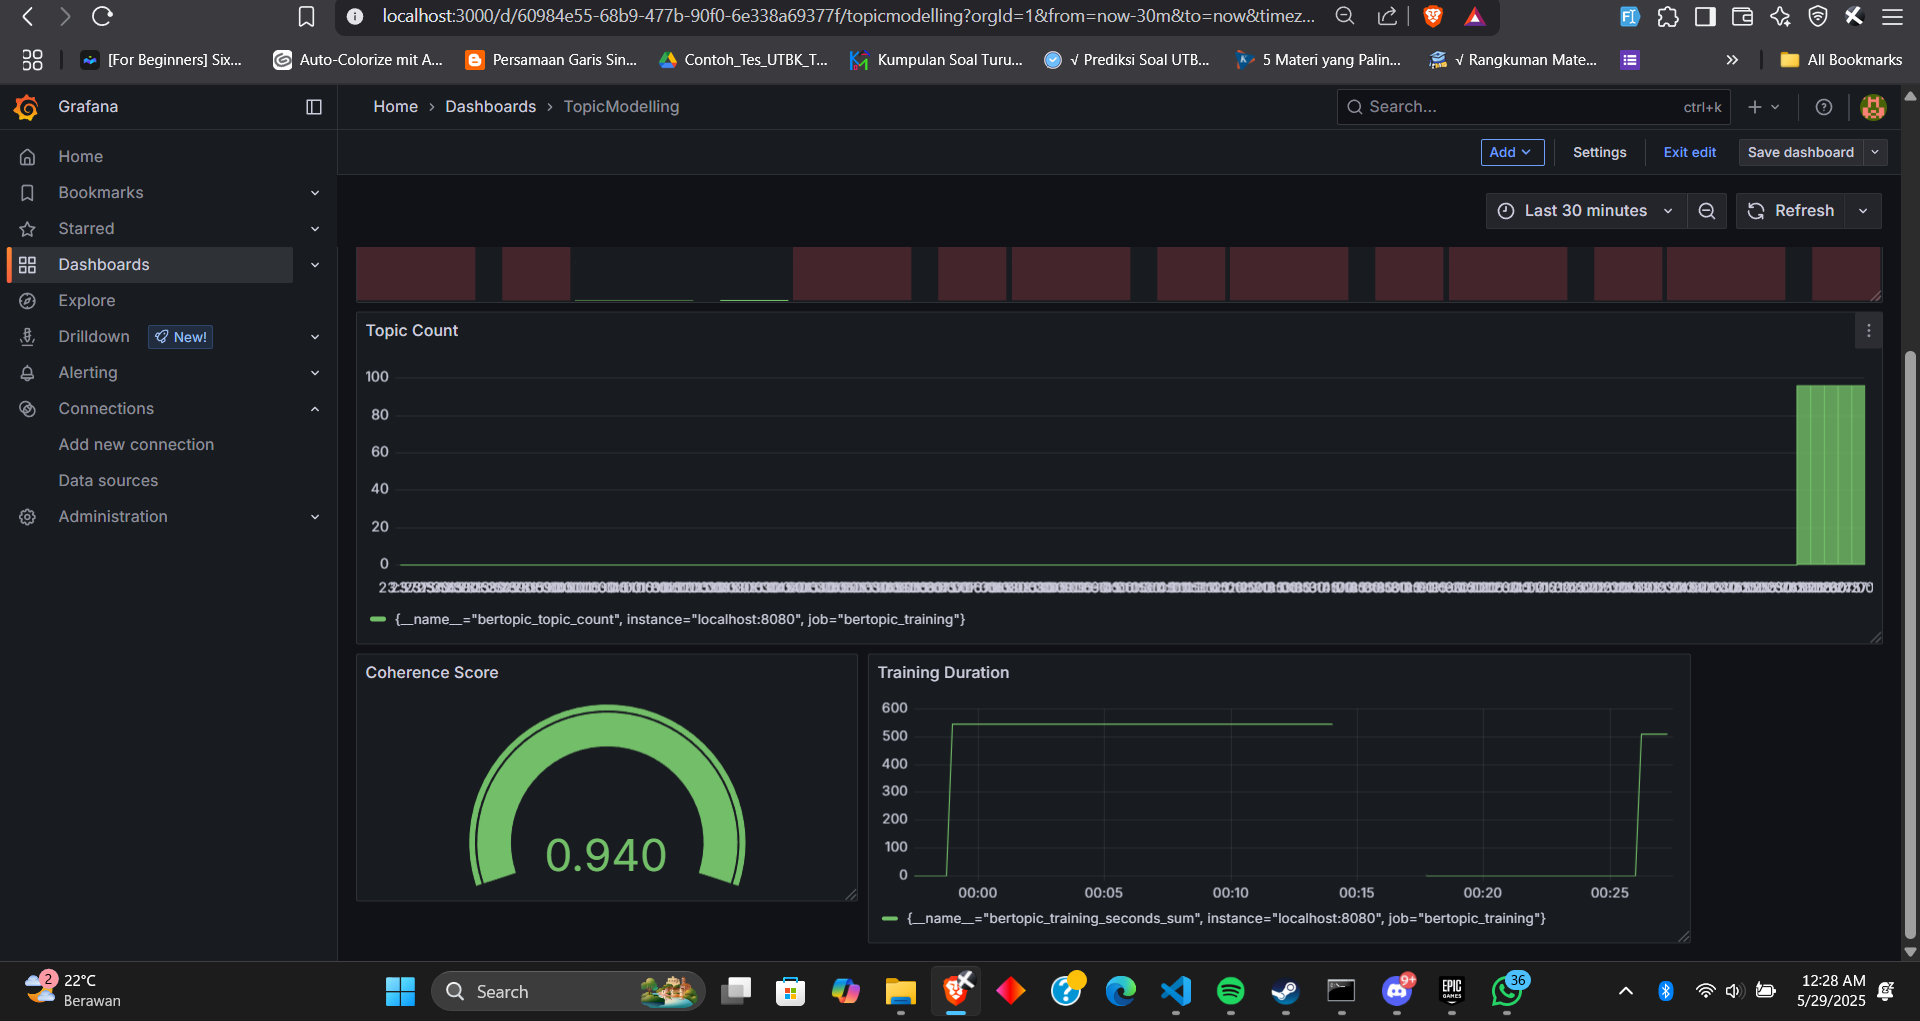 localhost:3000/d/60984e55-68b9-477b-90f0-6e338a69377f/topicmodelling?orgId=1&from=now-30m&to=now&timez...
[For Beginners] Six...
Auto-Colorize mit A...
Persamaan Garis Sin...
Contoh_Tes_UTBK_T...
Kumpulan Soal Turu...
√ Prediksi Soal UTB...
5 Materi yang Palin...
√ Rangkuman Mate...
All Bookmarks
Grafana
Home › Dashboards › TopicModelling
Search...
ctrl+k
Add
Settings
Exit edit
Save dashboard
Last 30 minutes
Refresh
Home
Bookmarks
Starred
Dashboards
Explore
Drilldown
New!
Alerting
Connections
Add new connection
Data sources
Administration
Topic Count
100
80
60
40
20
0
{__name__="bertopic_topic_count", instance="localhost:8080", job="bertopic_training"}
Coherence Score
0.940
Training Duration
600
500
400
300
200
100
0
00:00 00:05 00:10 00:15 00:20 00:25
{__name__="bertopic_training_seconds_sum", instance="localhost:8080", job="bertopic_training"}
2
22°C
Berawan
Search
9+
EPIC
GAMES
36
12:28 AM
5/29/2025